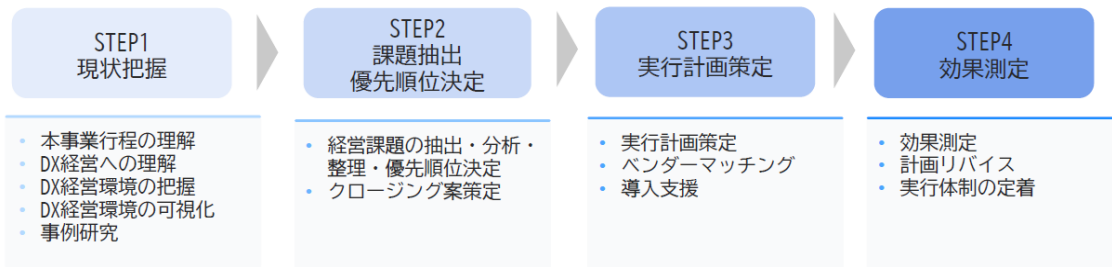 STEP1
現状把握
本事業行程の理解
DX経営への理解
DX経営環境の把握
DX経営環境の可視化
事例研究
STEP2
課題抽出
優先順位決定
経営課題の抽出・分析・
整理・優先順位決定
クロージング案策定
STEP3
実行計画策定
実行計画策定
ベンダーマッチング
導入支援
STEP4
効果測定
効果測定
計画リバイス
実行体制の定着